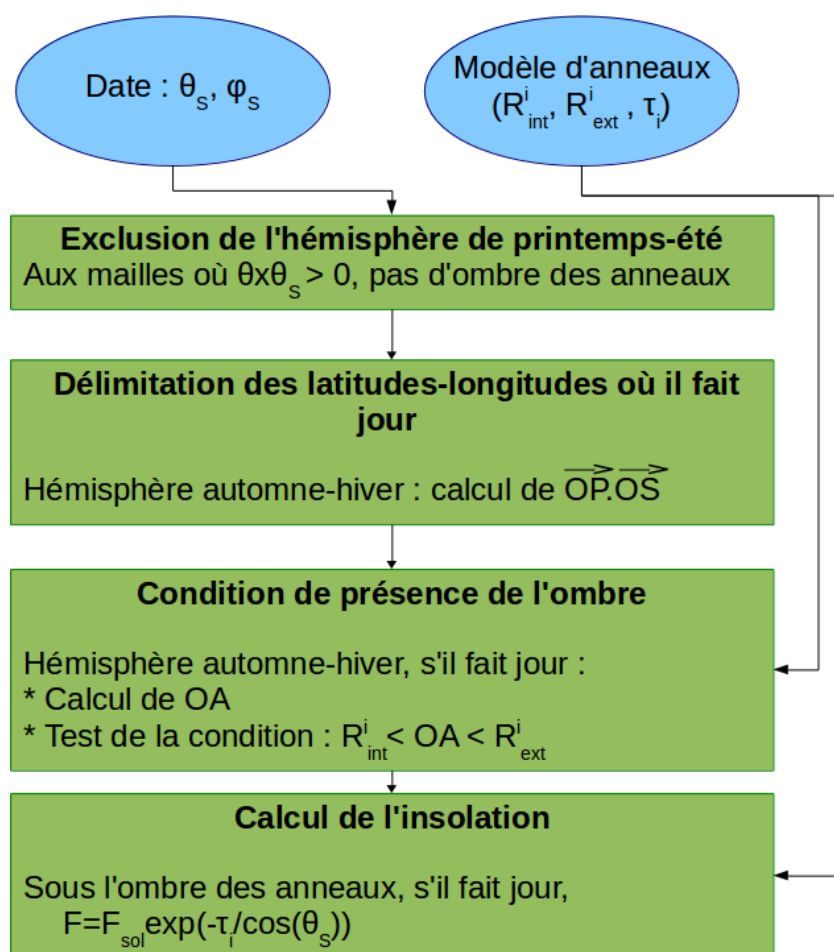 Date : θS, φS
Modèle d'anneaux
(Riint, Riext , τi)
Exclusion de l'hémisphère de printemps-été
Aux mailles où θxθS > 0, pas d'ombre des anneaux
Délimitation des latitudes-longitudes où il fait
jour
Hémisphère automne-hiver : calcul de OP.OS
Condition de présence de l'ombre
Hémisphère automne-hiver, s'il fait jour :
* Calcul de OA
* Test de la condition : Riint< OA < Riext
Calcul de l'insolation
Sous l'ombre des anneaux, s'il fait jour,
F=Fsolexp(-τi/cos(θS))